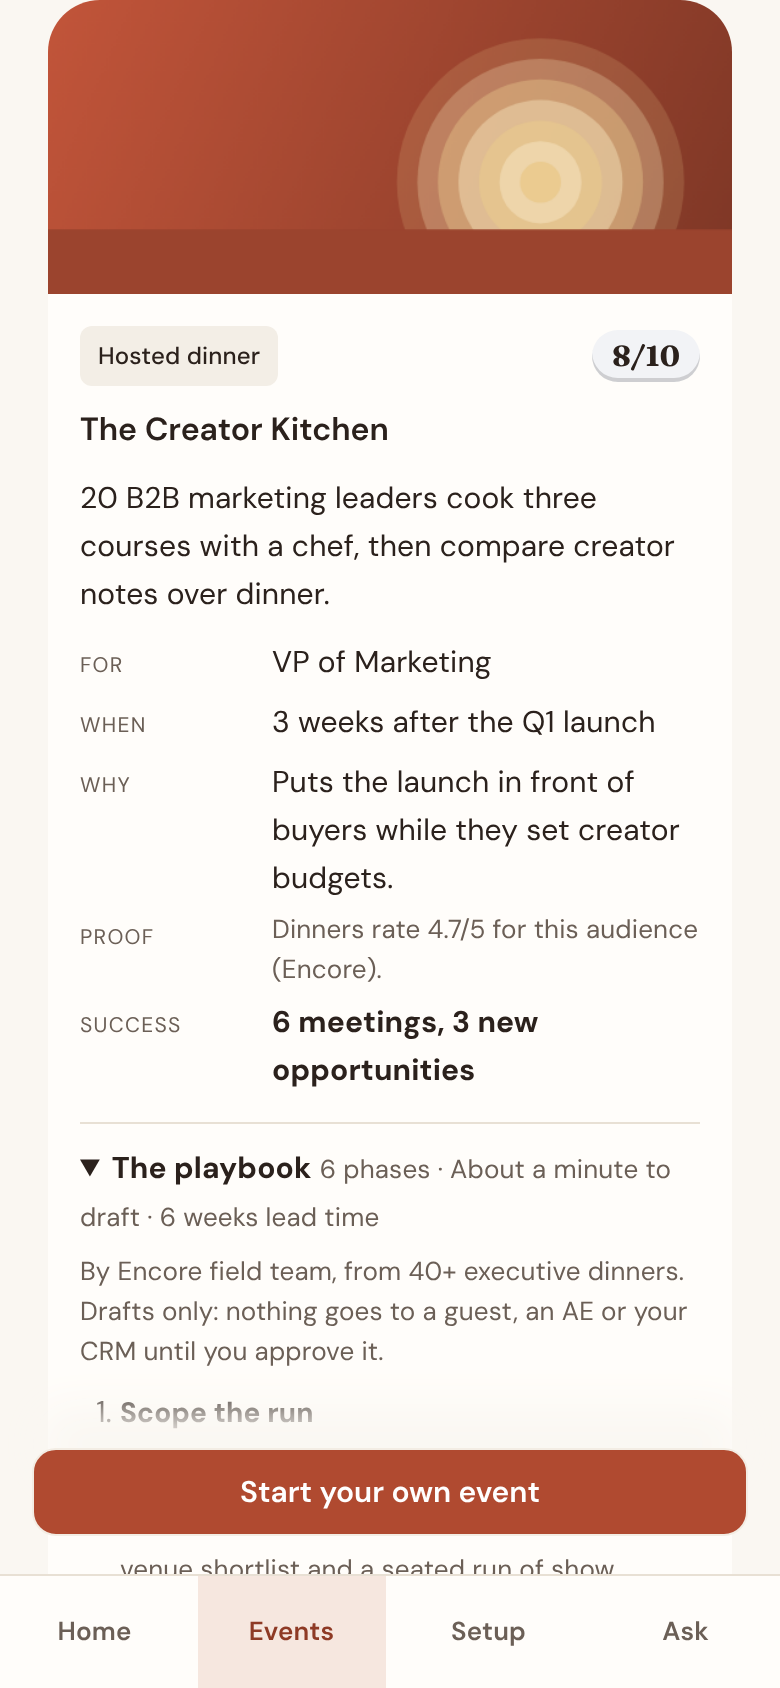 Hosted dinner
8/10
The Creator Kitchen
20 B2B marketing leaders cook three
courses with a chef, then compare creator
notes over dinner.
FOR
VP of Marketing
WHEN
3 weeks after the Q1 launch
WHY
Puts the launch in front of
buyers while they set creator
budgets.
PROOF
Dinners rate 4.7/5 for this audience
(Encore).
SUCCESS
6 meetings, 3 new
opportunities
▼ The playbook 6 phases · About a minute to
draft · 6 weeks lead time
By Encore field team, from 40+ executive dinners.
Drafts only: nothing goes to a guest, an AE or your
CRM until you approve it.
1. Scope the run
Start your own event
venue shortlist and a seated run of show
Home
Events
Setup
Ask